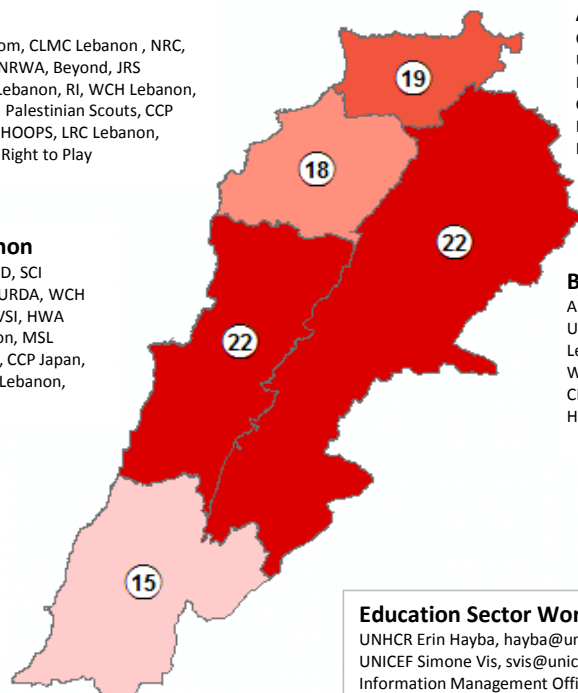 om, CLMC Lebanon , NRC,
NRWA, Beyond, JRS
Lebanon, RI, WCH Lebanon,
Palestinian Scouts, CCP
HOOPS, LRC Lebanon,
Right to Play
non
D, SCI
URDA, WCH
VSI, HWA
on, MSL
, CCP Japan,
Lebanon,
19
18
22
22
15
B
A
U
Le
W
H
Education Sector Wor
UNHCR Erin Hayba, hayba@un
UNICEF Simone Vis, svis@unic
Information Management Offi